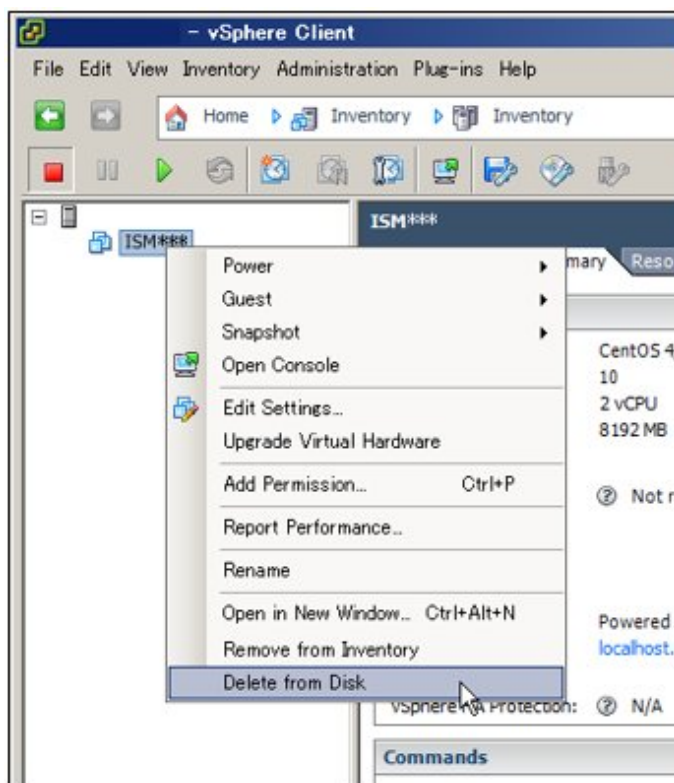 - vSphere Client
File Edit View Inventory Administration Plug-ins Help
Home Inventory Inventory
ISM***
ISM***
Power
Guest
Snapshot
Open Console
Edit Settings...
Upgrade Virtual Hardware
Add Permission... Ctrl+P
Report Performance...
Rename
Open in New Window... Ctrl+Alt+N
Remove from Inventory
Delete from Disk
mary Reso
CentOS 4
10
2 vCPU
8192 MB
Not r
Powered
localhost.
Protection: N/A
Commands